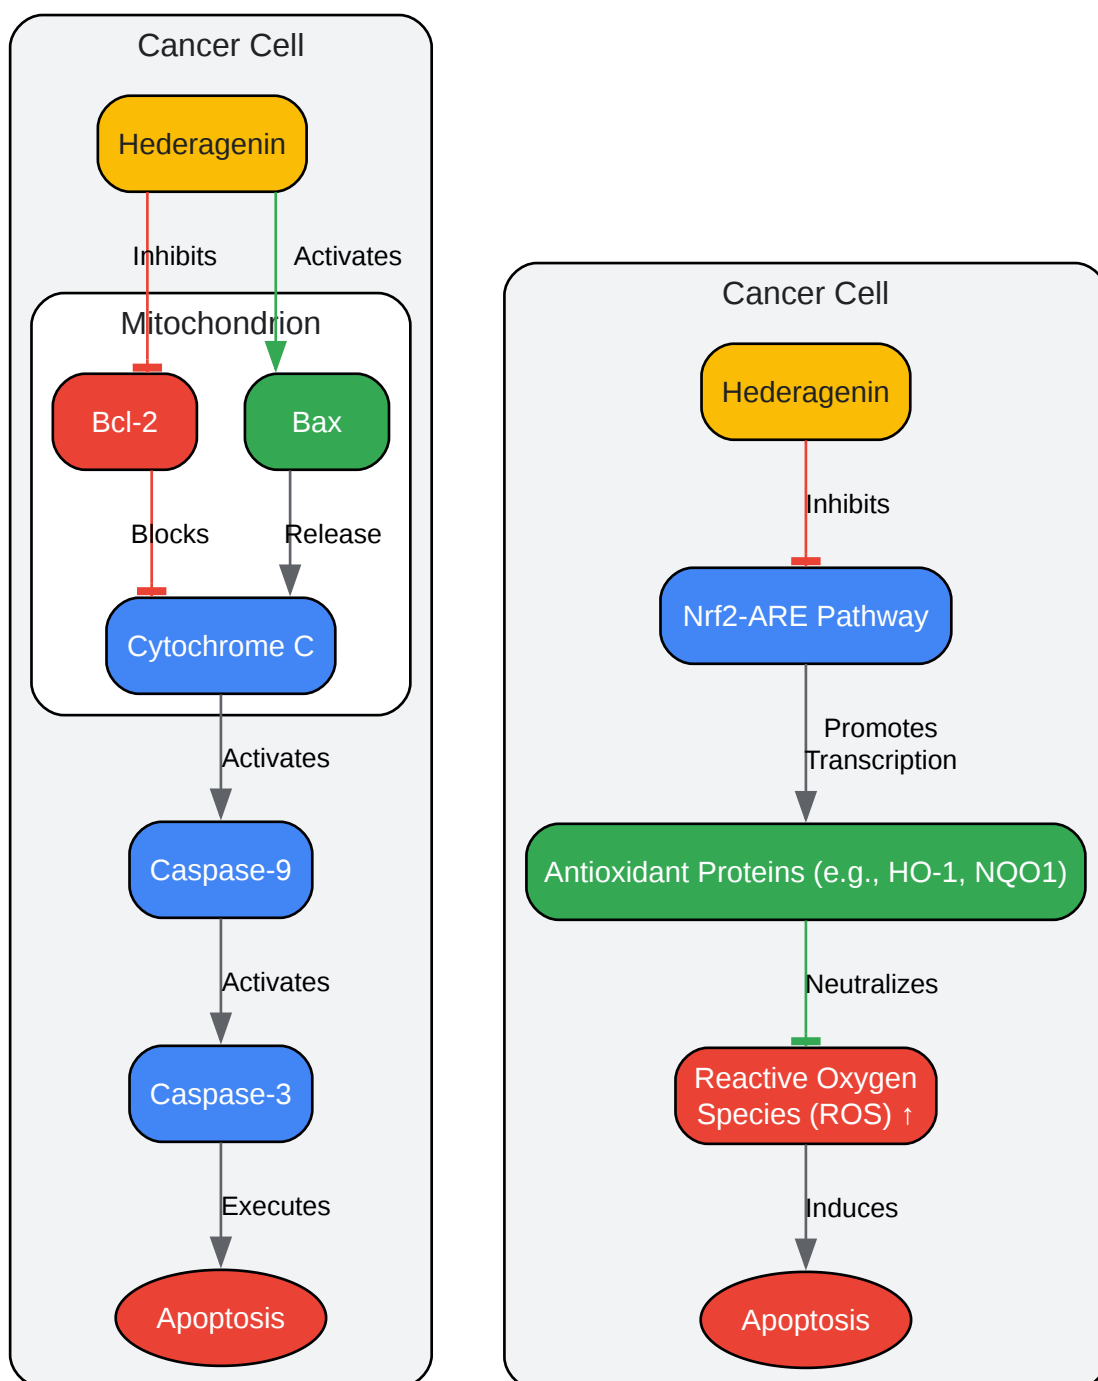 Cancer Cell
Hederagenin
Inhibits
Activates
Mitochondrion
Bcl-2
Bax
Blocks
Release
Cytochrome C
Activates
Caspase-9
Activates
Caspase-3
Executes
Apoptosis
Cancer Cell
Hederagenin
Inhibits
Nrf2-ARE Pathway
Promotes
Transcription
Antioxidant Proteins (e.g., HO-1, NQO1)
Neutralizes
Reactive Oxygen
Species (ROS) ↑
Induces
Apoptosis